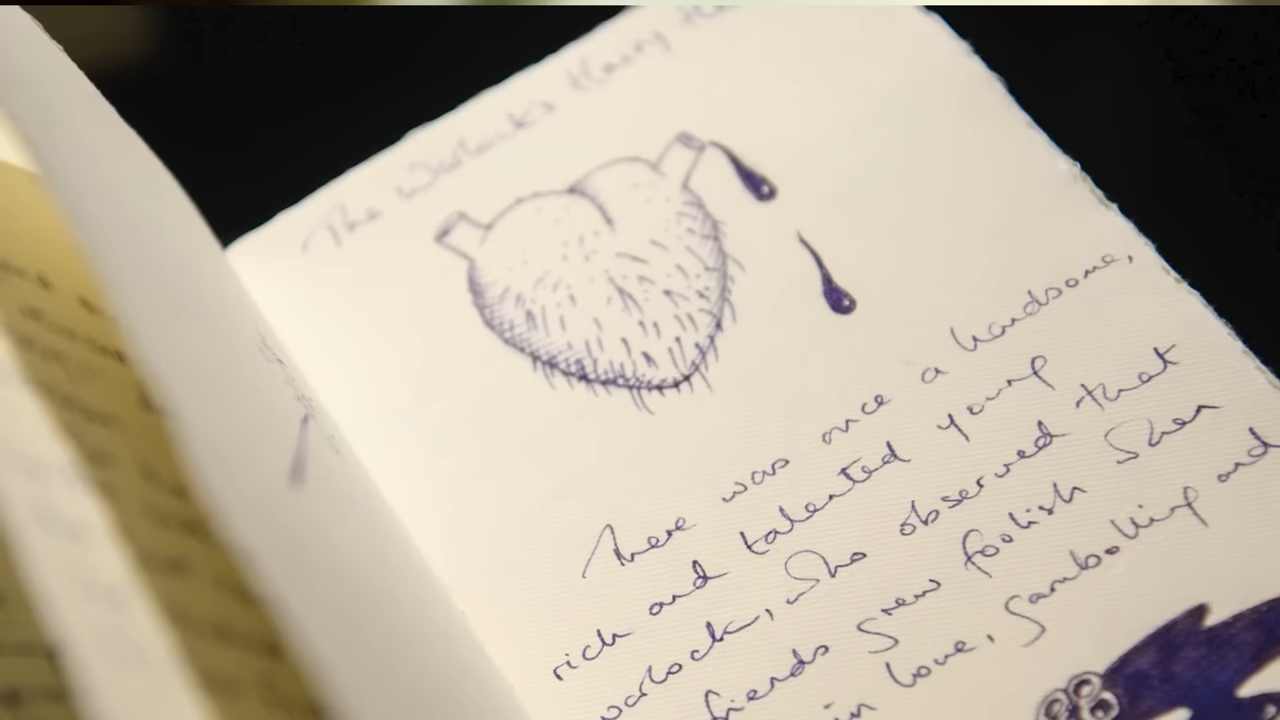 The Warlock's Hairy
There was once a handsome,
rich and talented young
warlock, who observed that
friends grew foolish when
in love, gambolling and